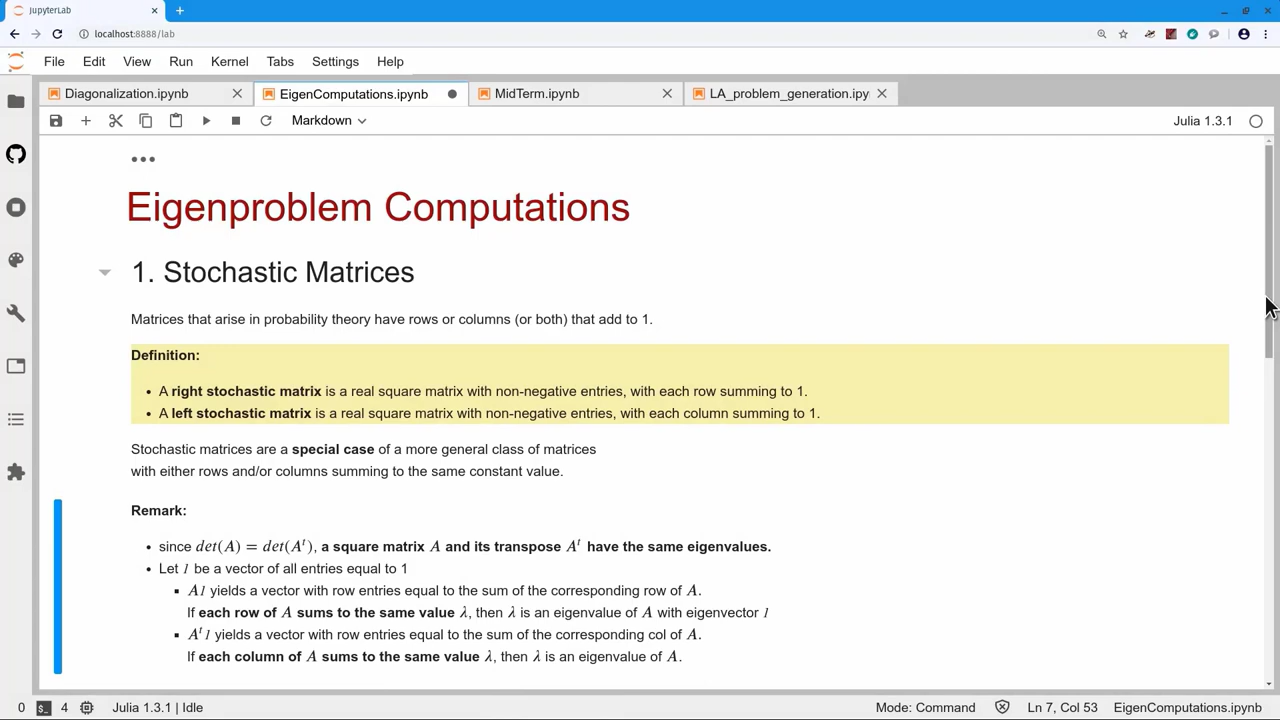 JupyterLab
localhost:8888/lab
File Edit View Run Kernel Tabs Settings Help
Diagonalization.ipynb EigenComputations.ipynb MidTerm.ipynb LA_problem_generation.ipy
Markdown Julia 1.3.1
Eigenproblem Computations
1. Stochastic Matrices
Matrices that arise in probability theory have rows or columns (or both) that add to 1.
Definition:
• A right stochastic matrix is a real square matrix with non-negative entries, with each row summing to 1.
• A left stochastic matrix is a real square matrix with non-negative entries, with each column summing to 1.
Stochastic matrices are a special case of a more general class of matrices
with either rows and/or columns summing to the same constant value.
Remark:
• since det(A) = det(Aᵗ), a square matrix A and its transpose Aᵗ have the same eigenvalues.
• Let 1 be a vector of all entries equal to 1
▪ A1 yields a vector with row entries equal to the sum of the corresponding row of A.
If each row of A sums to the same value λ, then λ is an eigenvalue of A with eigenvector 1
▪ Aᵗ1 yields a vector with row entries equal to the sum of the corresponding col of A.
If each column of A sums to the same value λ, then λ is an eigenvalue of A.
0 4 Julia 1.3.1 | Idle Mode: Command Ln 7, Col 53 EigenComputations.ipynb